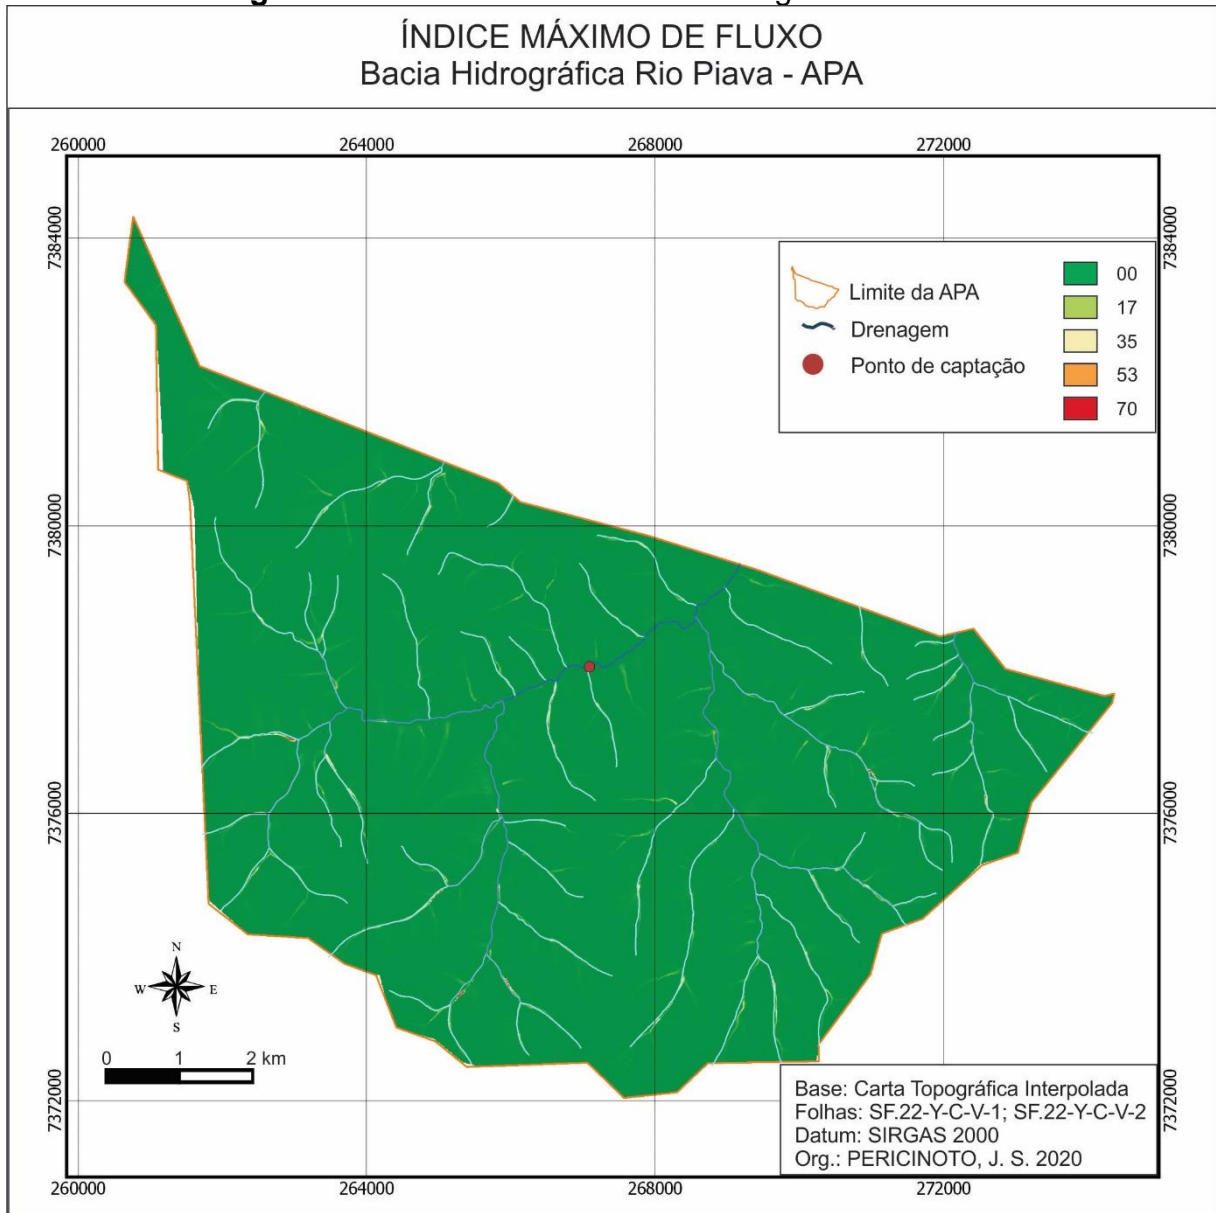 ÍNDICE MÁXIMO DE FLUXO
Bacia Hidrográfica Rio Piava - APA
260000 264000 268000 272000
7384000 7384000
Limite da APA
Drenagem
Ponto de captação
00
17
35
53
70
7380000 7380000
7376000 7376000
N
W E
S
0 1 2 km
7372000 7372000
Base: Carta Topográfica Interpolada
Folhas: SF.22-Y-C-V-1; SF.22-Y-C-V-2
Datum: SIRGAS 2000
Org.: PERICINOTO, J. S. 2020
260000 264000 268000 272000